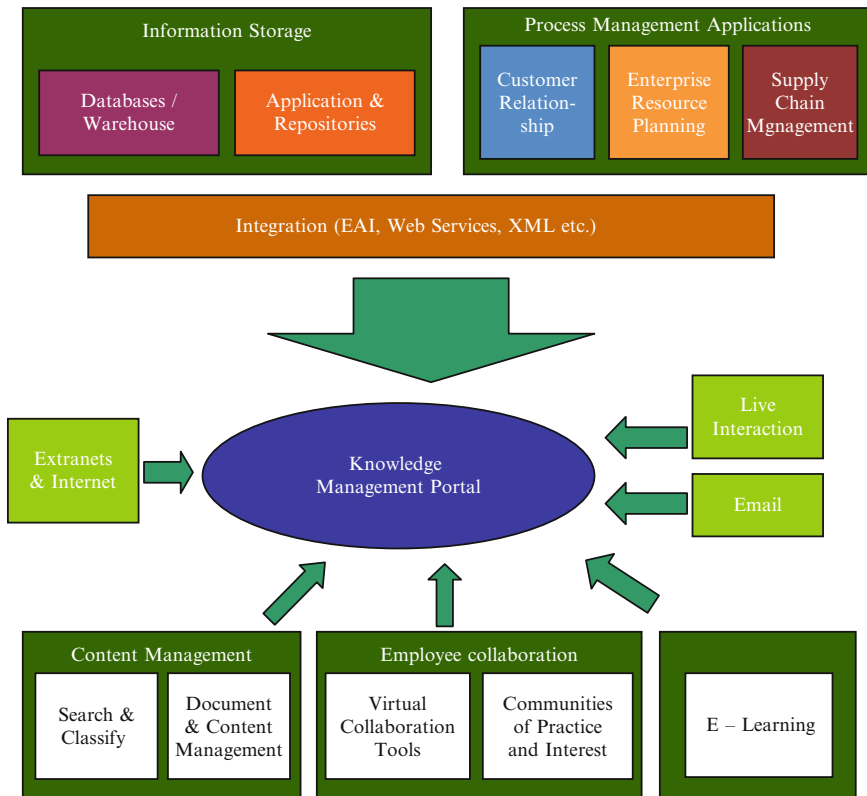 Information Storage
Databases /
Warehouse
Application &
Repositories
Process Management Applications
Customer
Relation-
ship
Enterprise
Resource
Planning
Supply
Chain
Mgnagement
Integration (EAI, Web Services, XML etc.)
Extranets
& Internet
Knowledge
Management Portal
Live
Interaction
Email
Content Management
Search &
Classify
Document
& Content
Management
Employee collaboration
Virtual
Collaboration
Tools
Communities
of Practice
and Interest
E – Learning